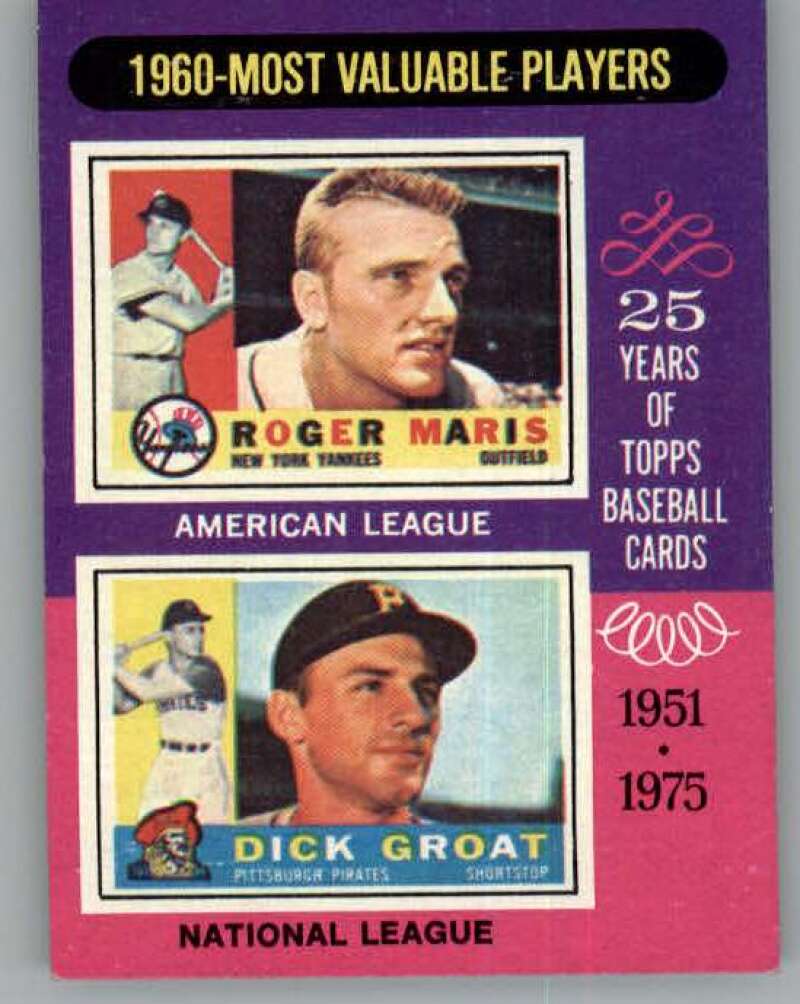 1960-MOST VALUABLE PLAYERS
Yankees
ROGER MARIS
NEW YORK YANKEES OUTFIELD
AMERICAN LEAGUE
25
YEARS
OF
TOPPS
BASEBALL
CARDS
P
DICK GROAT
PITTSBURGH PIRATES SHORTSTOP
NATIONAL LEAGUE
1951
·
1975